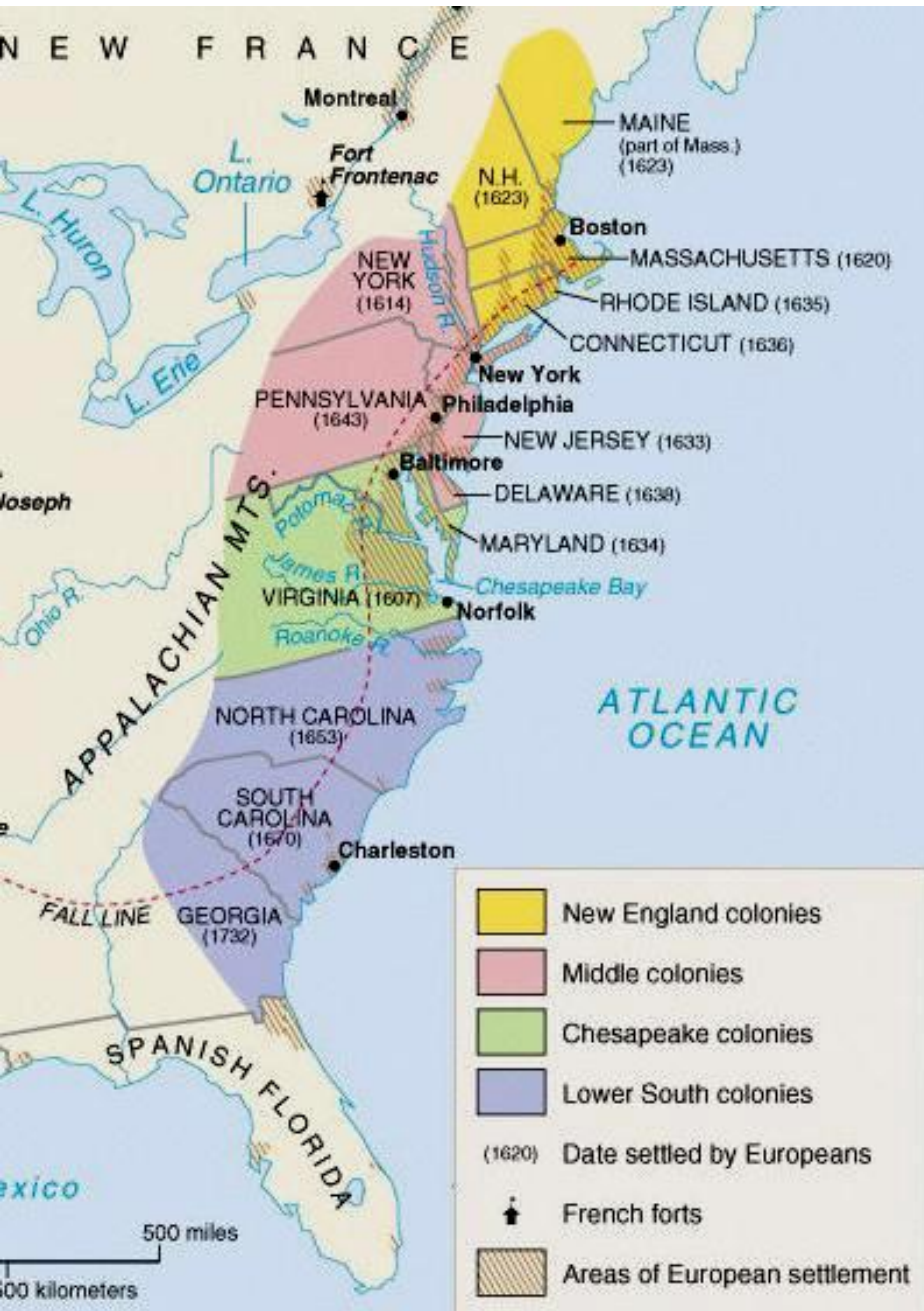 NEW FRANCE
Montreal
MAINE
(part of Mass.)
(1623)
L.
Ontario
Fort
Frontenac
N.H.
(1623)
L. Huron
Boston
MASSACHUSETTS (1620)
Hudson R.
NEW
YORK
(1614)
RHODE ISLAND (1635)
CONNECTICUT (1636)
L. Erie
New York
PENNSYLVANIA
(1643)
Philadelphia
NEW JERSEY (1633)
Baltimore
Joseph
DELAWARE (1638)
Potomac R.
MARYLAND (1634)
APPALACHIAN MTS.
James R.
Chesapeake Bay
VIRGINIA (1607)
Norfolk
Ohio R.
Roanoke R.
ATLANTIC
OCEAN
NORTH CAROLINA
(1653)
SOUTH
CAROLINA
(1670)
e
Charleston
FALL LINE
GEORGIA
(1732)
SPANISH FLORIDA
exico
500 miles
500 kilometers
New England colonies
Middle colonies
Chesapeake colonies
Lower South colonies
(1620) Date settled by Europeans
French forts
Areas of European settlement